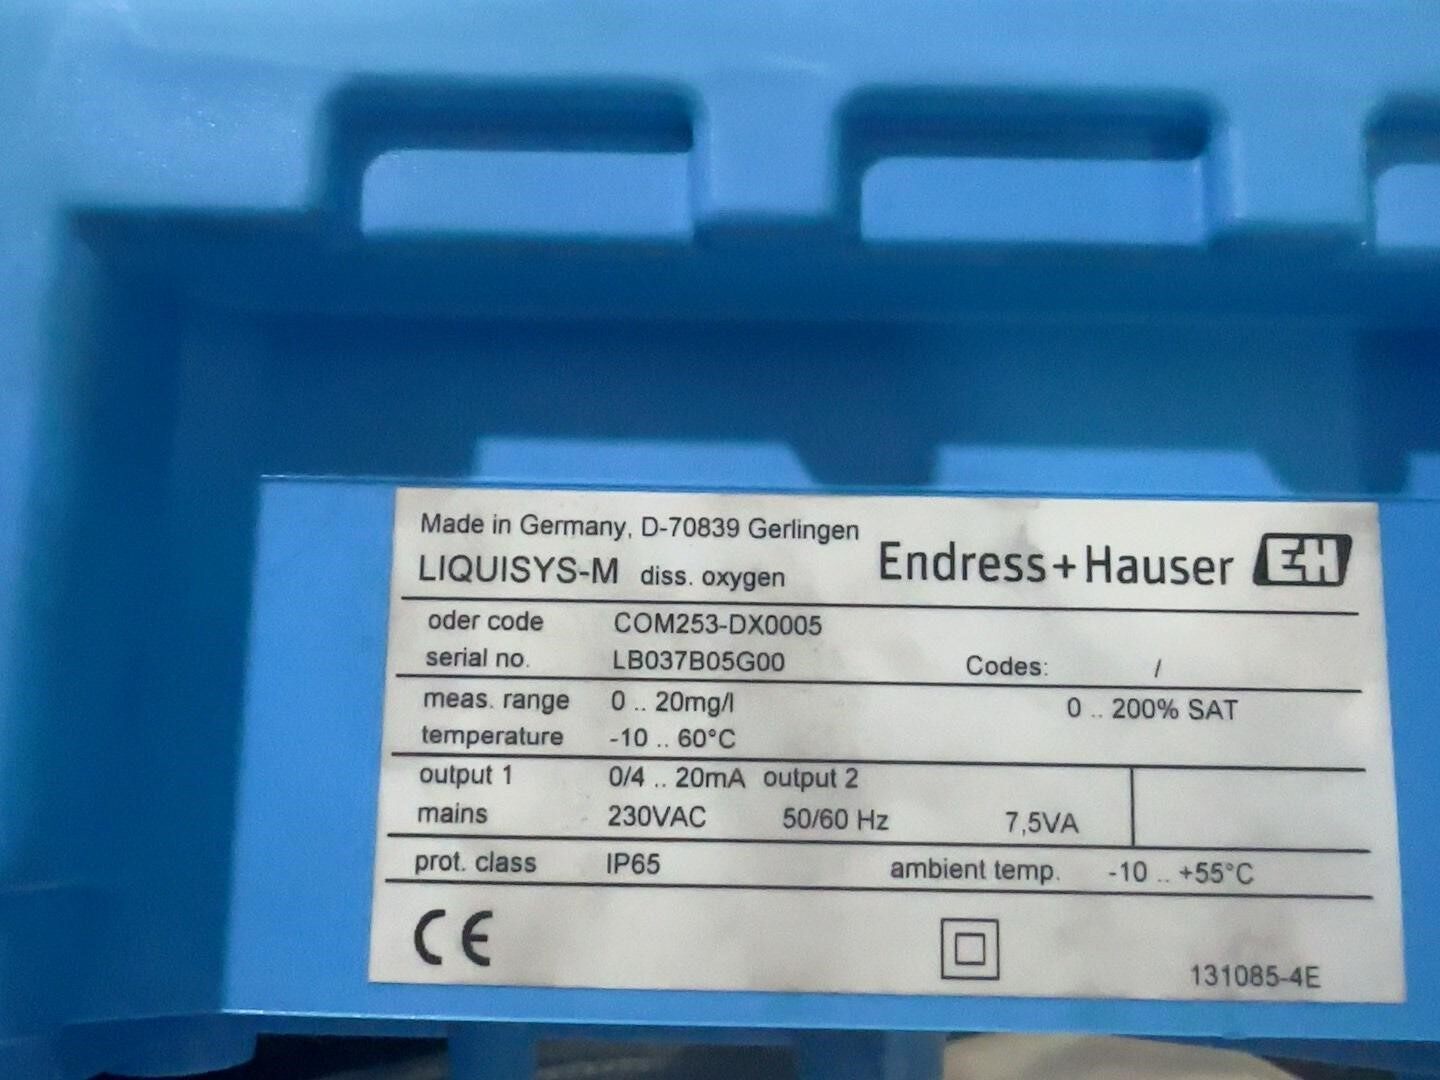 Made in Germany, D-70839 Gerlingen
LIQUISYS-M diss. oxygen Endress+Hauser EH
oder code COM253-DX0005
serial no. LB037B05G00 Codes: /
meas. range 0 .. 20mg/l 0 .. 200% SAT
temperature -10 .. 60°C
output 1 0/4 .. 20mA output 2
mains 230VAC 50/60 Hz 7,5VA
prot. class IP65 ambient temp. -10 .. +55°C
CE
131085-4E